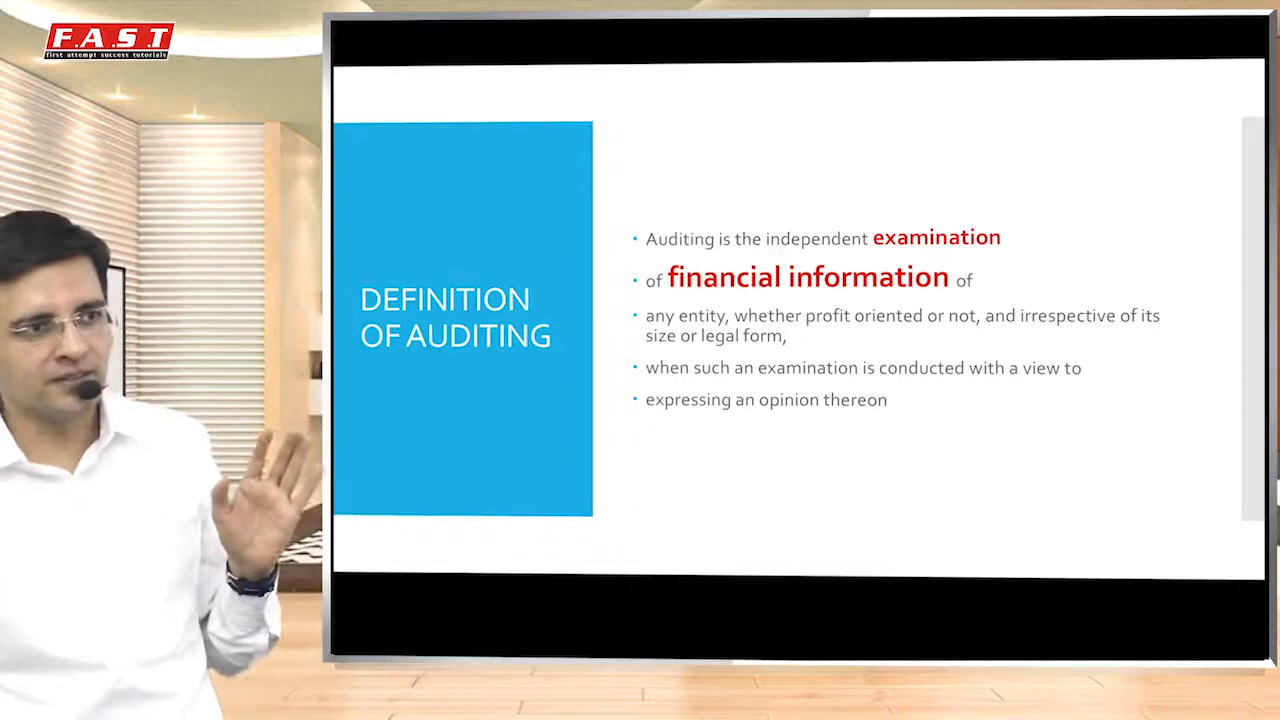 F.A.S.T
first attempt success tutorials
DEFINITION
OF AUDITING
• Auditing is the independent examination
• of financial information of
• any entity, whether profit oriented or not, and irrespective of its
size or legal form,
• when such an examination is conducted with a view to
• expressing an opinion thereon